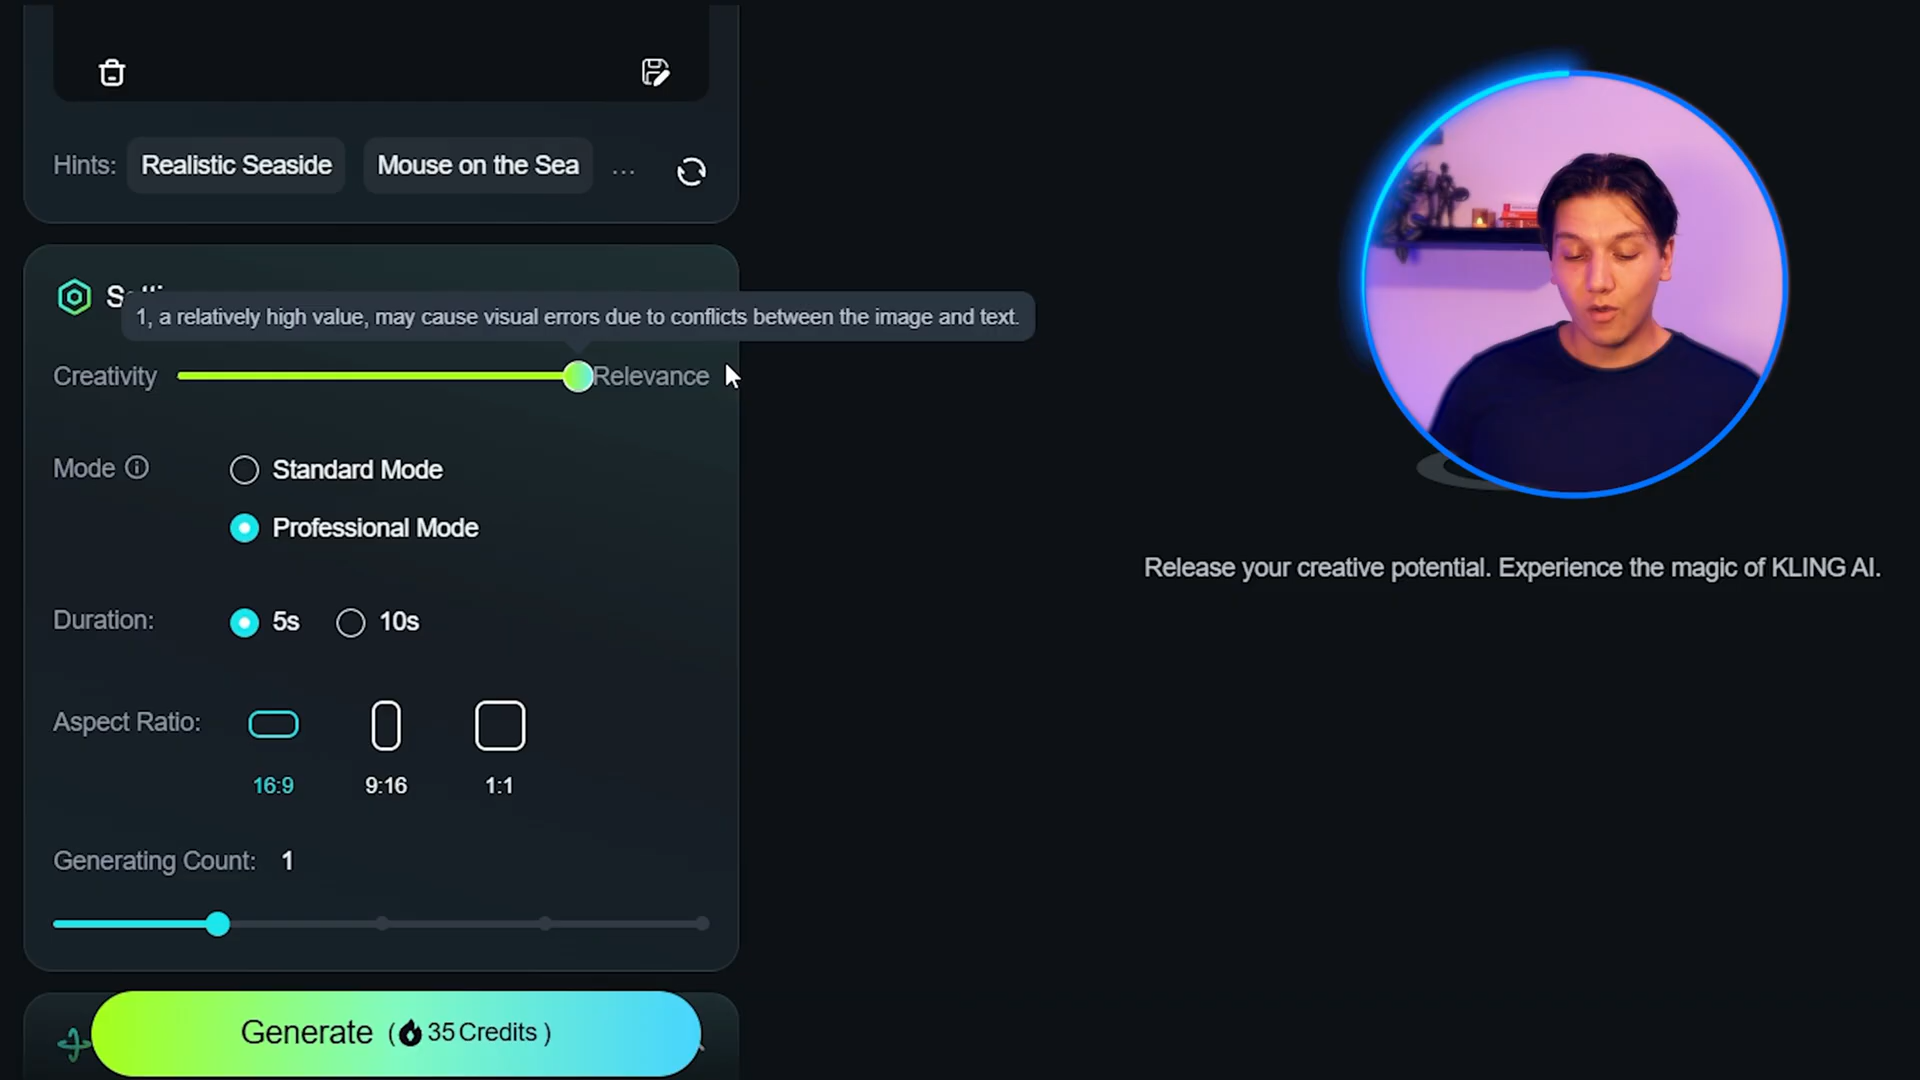 Hints: Realistic Seaside Mouse on the Sea ...
1, a relatively high value, may cause visual errors due to conflicts between the image and text.
Creativity Relevance
Mode Standard Mode
Professional Mode
Duration: 5s 10s
Release your creative potential. Experience the magic of KLING AI.
Aspect Ratio:
16:9 9:16 1:1
Generating Count: 1
Generate ( 35 Credits )